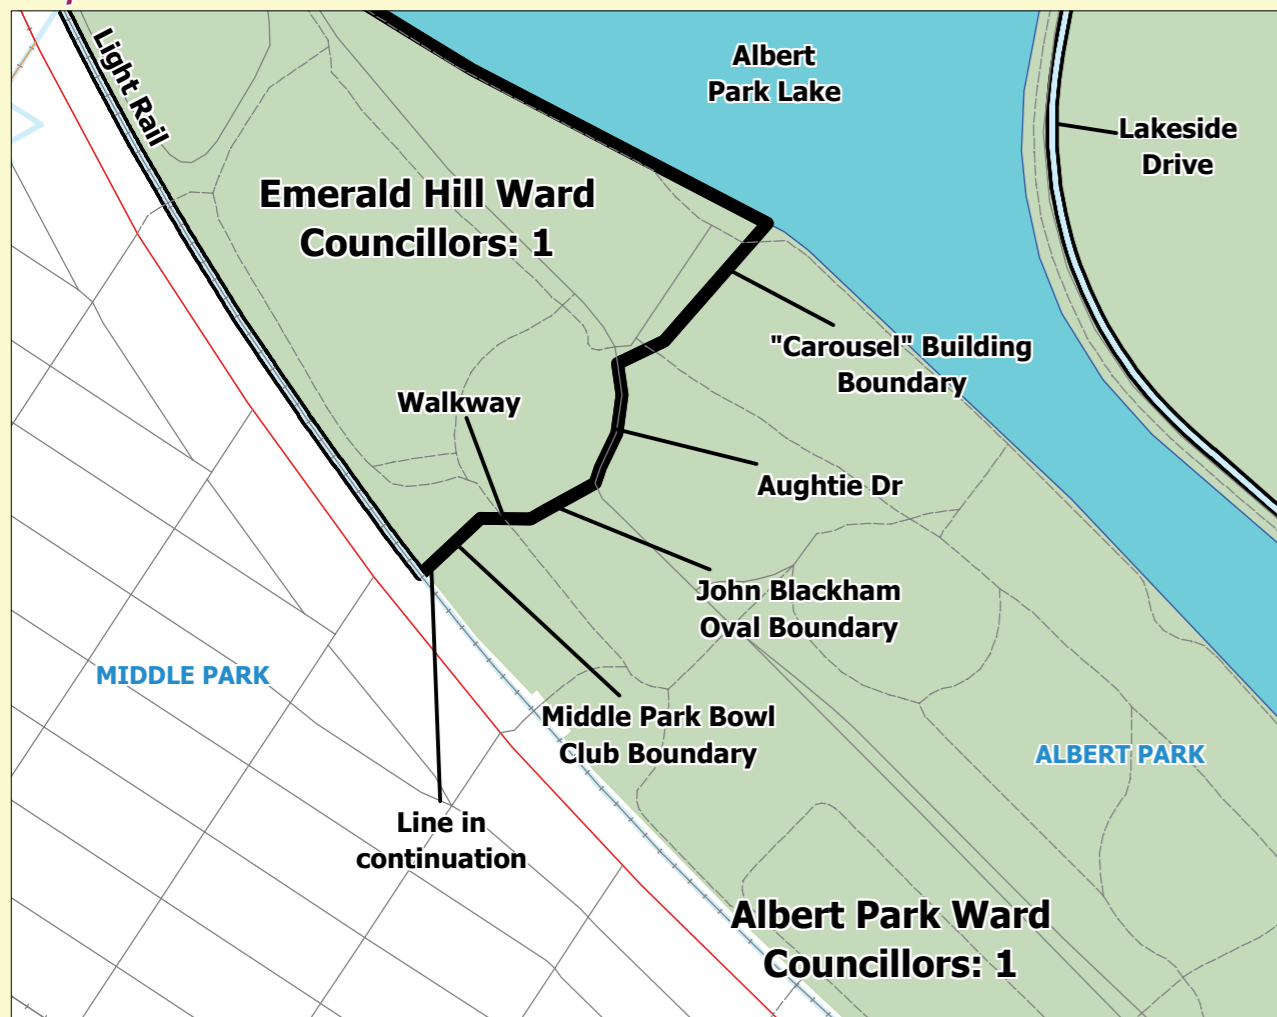 Light Rail
Albert
Park Lake
Lakeside
Drive
Emerald Hill Ward
Councillors: 1
"Carousel" Building
Boundary
Walkway
Aughtie Dr
John Blackham
Oval Boundary
MIDDLE PARK
Middle Park Bowl
Club Boundary
ALBERT PARK
Line in
continuation
Albert Park Ward
Councillors: 1